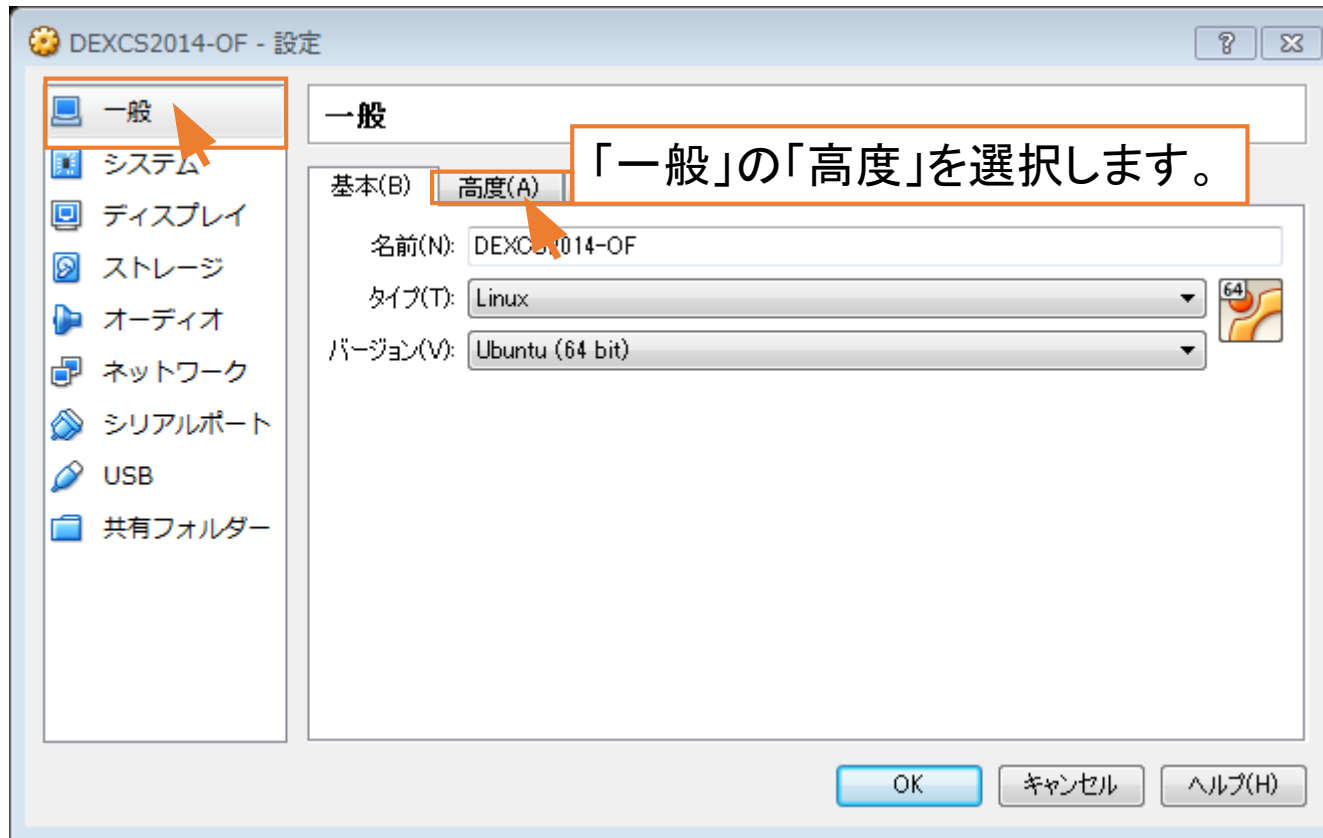 DEXCS2014-OF - 設定
一般
システム
ディスプレイ
ストレージ
オーディオ
ネットワーク
シリアルポート
USB
共有フォルダー
一般
「一般」の「高度」を選択します。
基本(B)
高度(A)
名前(N): DEXCS2014-OF
タイプ(T): Linux
64
バージョン(V): Ubuntu (64 bit)
OK
キャンセル
ヘルプ(H)